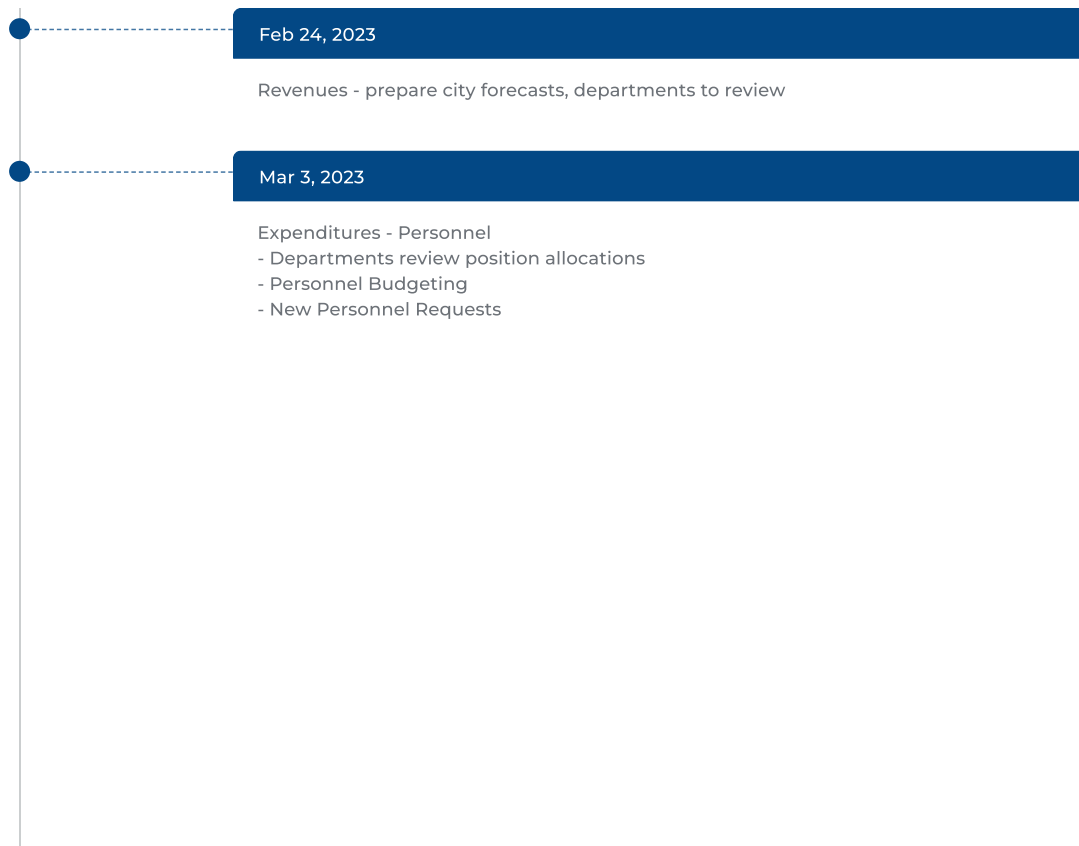 Feb 24, 2023
Revenues - prepare city forecasts, departments to review
Mar 3, 2023
Expenditures - Personnel
- Departments review position allocations
- Personnel Budgeting
- New Personnel Requests